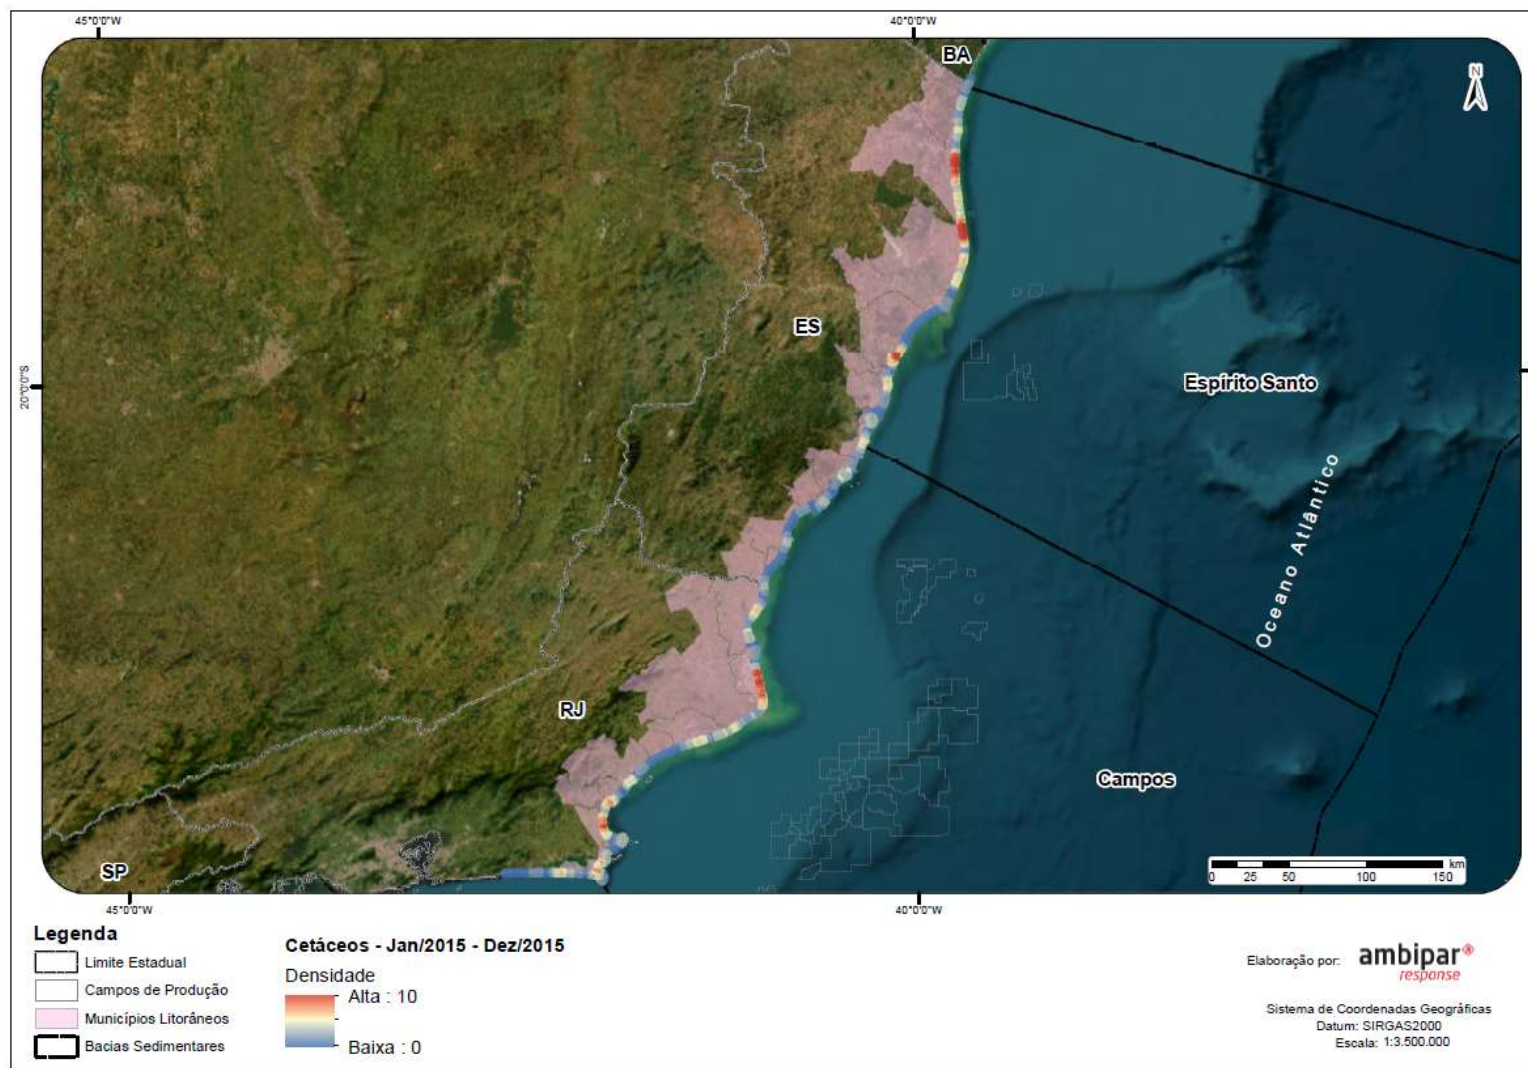 45°0'0"W
40°0'0"W
BA
N
ES
20°0'0"S
Espírito Santo
Oceano Atlântico
RJ
Campos
SP
km
0 25 50 100 150
45°0'0"W
40°0'0"W
Legenda
Limite Estadual
Campos de Produção
Municípios Litorâneos
Bacias Sedimentares
Cetáceos - Jan/2015 - Dez/2015
Densidade
Alta : 10
Baixa : 0
Elaboração por:
ambipar®
response
Sistema de Coordenadas Geográficas
Datum: SIRGAS2000
Escala: 1:3.500.000